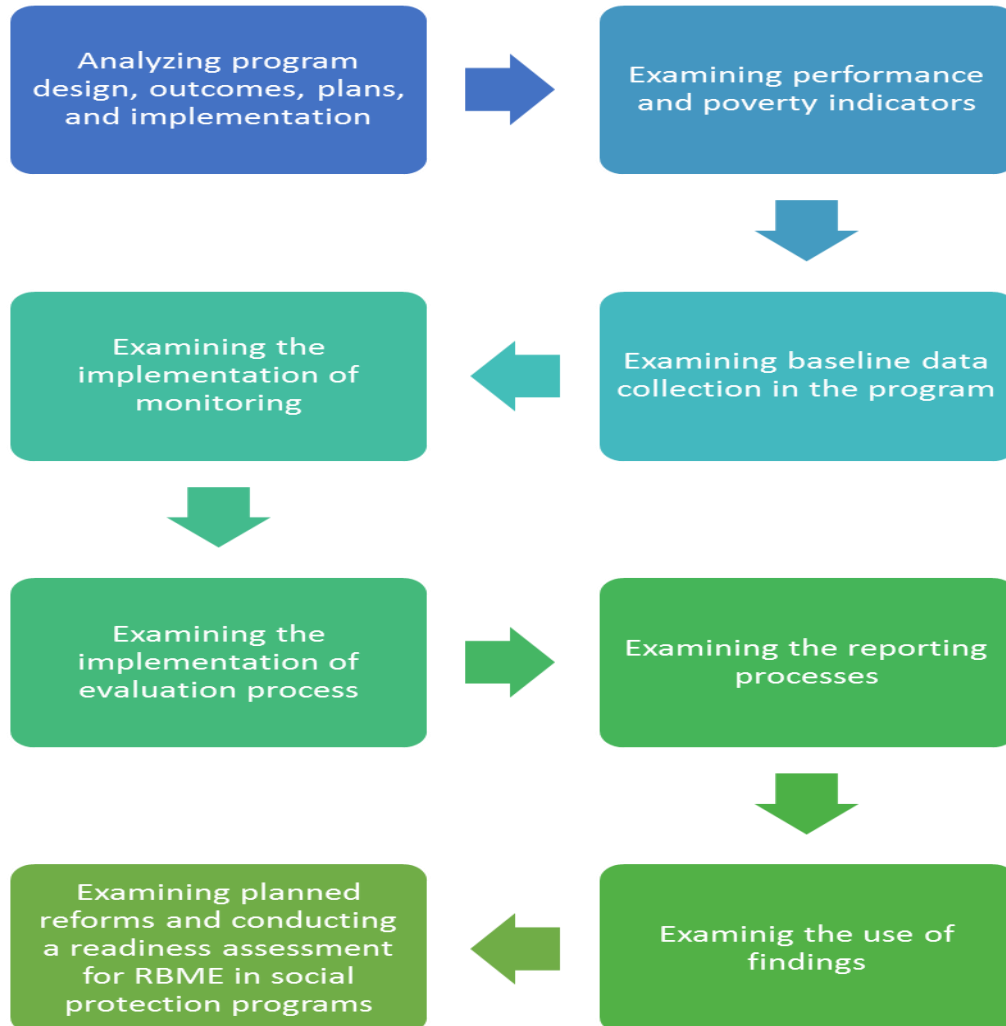 Analyzing program
design, outcomes, plans,
and implementation
Examining performance
and poverty indicators
Examining baseline data
collection in the program
Examining the
implementation of
monitoring
Examining the
implementation of
evaluation process
Examining the reporting
processes
Examinig the use of
findings
Examining planned
reforms and conducting
a readiness assessment
for RBME in social
protection programs